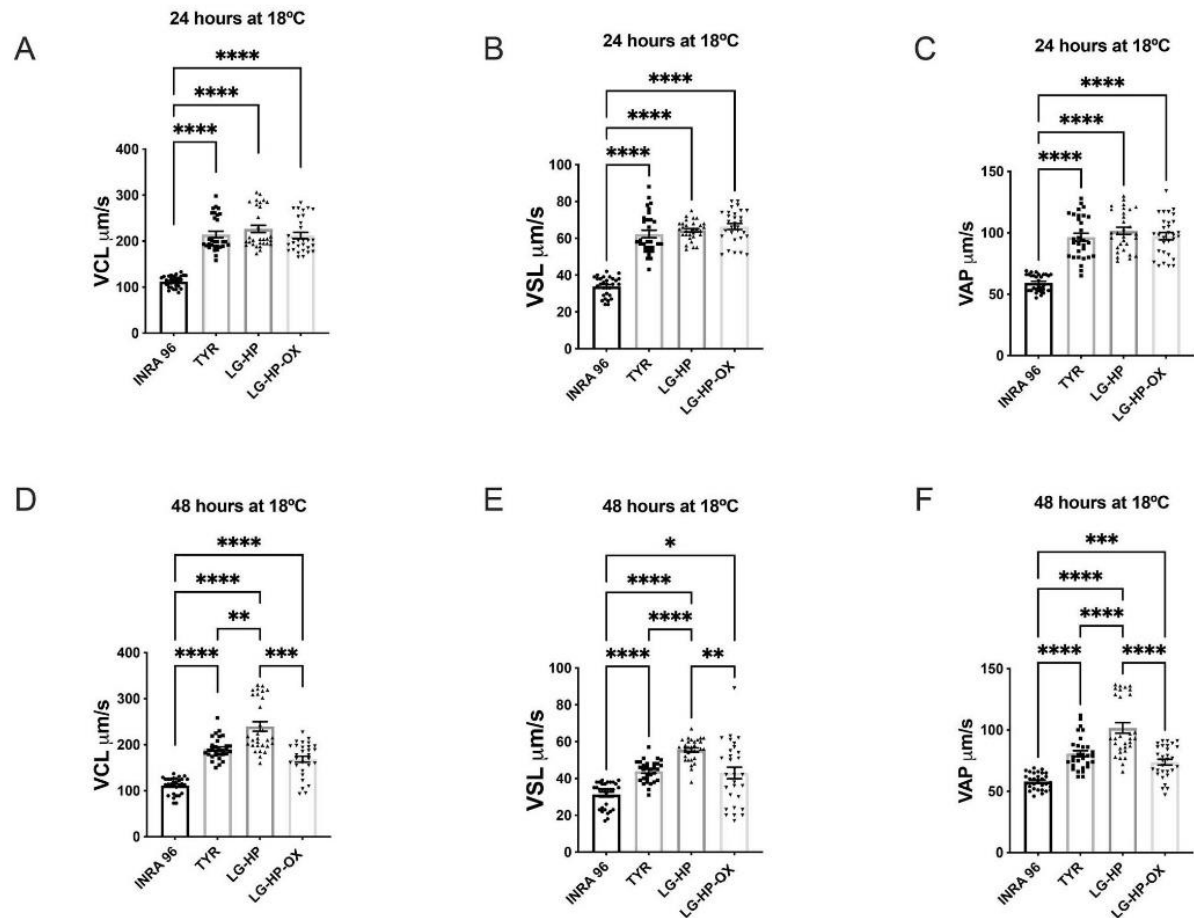 A
24 hours at 18ºC
****
****
****
VCL μm/s
400
300
200
100
0
INRA 96
TYR
LG-HP
LG-HP-OX
B
24 hours at 18ºC
****
****
****
VSL μm/s
100
80
60
40
20
0
INRA 96
TYR
LG-HP
LG-HP-OX
C
24 hours at 18ºC
****
****
****
VAP μm/s
150
100
50
0
INRA 96
TYR
LG-HP
LG-HP-OX
D
48 hours at 18ºC
****
****
**
****
***
VCL μm/s
400
300
200
100
0
INRA 96
TYR
LG-HP
LG-HP-OX
E
48 hours at 18ºC
*
****
****
****
**
VSL μm/s
100
80
60
40
20
0
INRA 96
TYR
LG-HP
LG-HP-OX
F
48 hours at 18ºC
***
****
****
****
****
VAP μm/s
150
100
50
0
INRA 96
TYR
LG-HP
LG-HP-OX